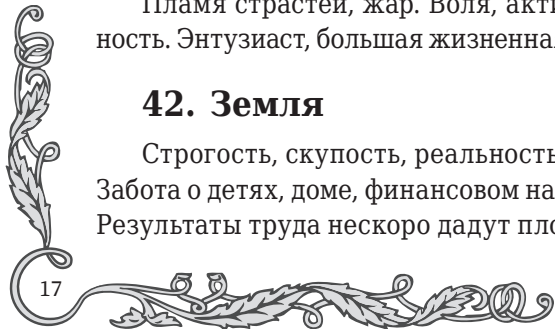 Пламя страстей, жар. Воля, акти
ность. Энтузиаст, большая жизненна
42. Земля
Строгость, скупость, реальность
Забота о детях, доме, финансовом на
Результаты труда нескоро дадут пло
17